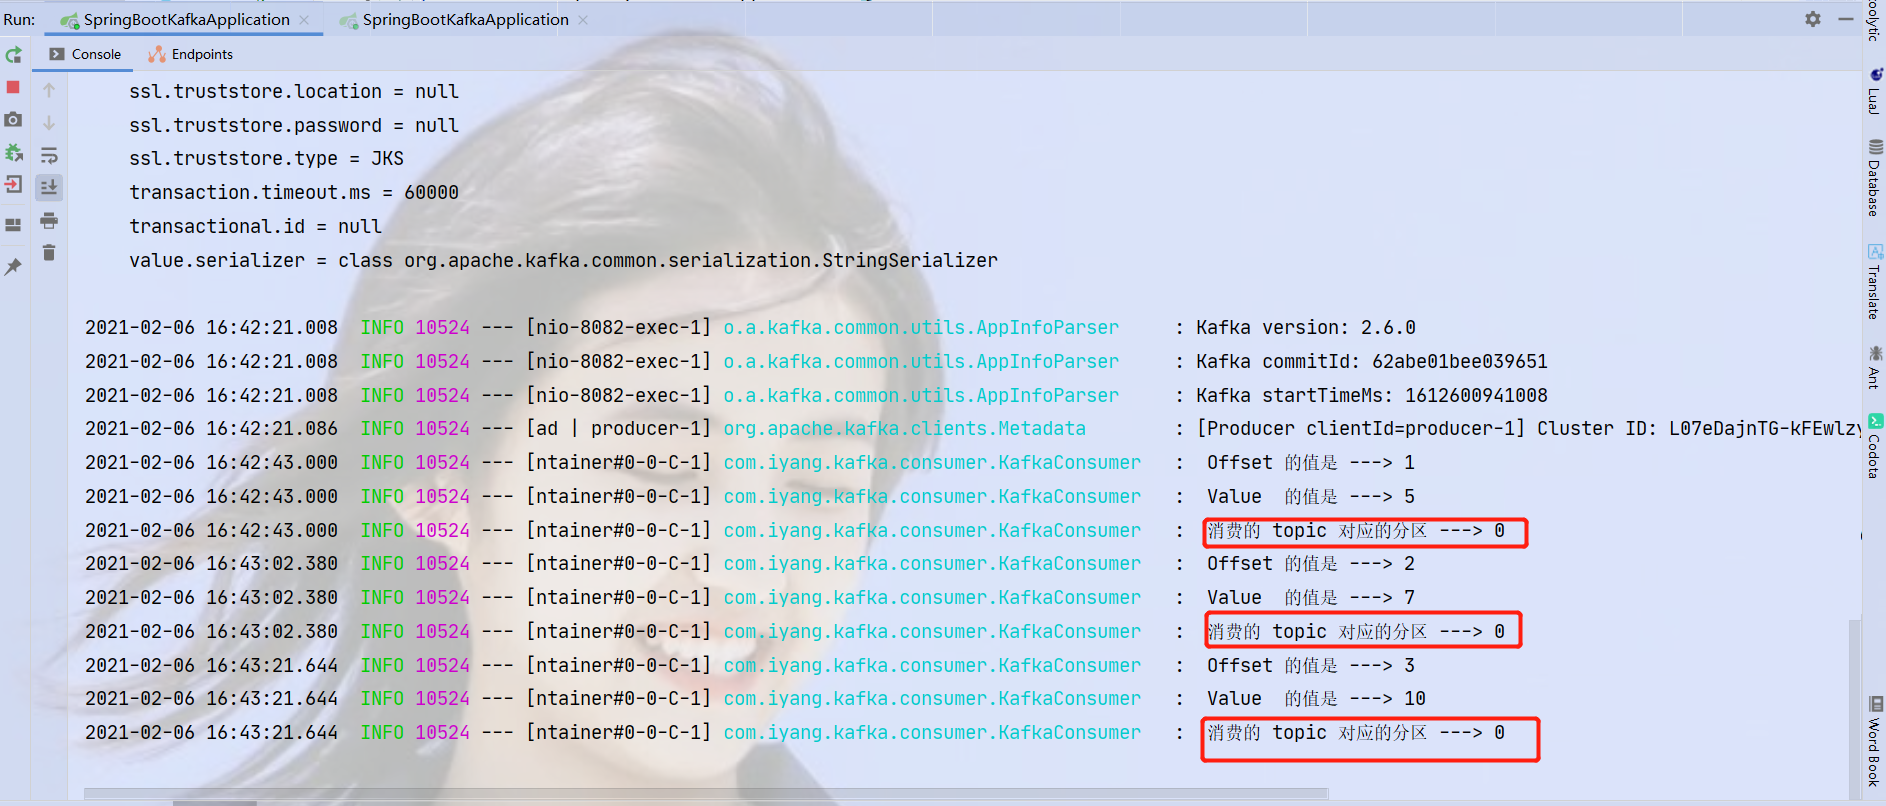 Run: SpringBootKafkaApplication SpringBootKafkaApplication
Console Endpoints
ssl.truststore.location = null
ssl.truststore.password = null
ssl.truststore.type = JKS
transaction.timeout.ms = 60000
transactional.id = null
value.serializer = class org.apache.kafka.common.serialization.StringSerializer
2021-02-06 16:42:21.008 INFO 10524 --- [nio-8082-exec-1] o.a.kafka.common.utils.AppInfoParser : Kafka version: 2.6.0
2021-02-06 16:42:21.008 INFO 10524 --- [nio-8082-exec-1] o.a.kafka.common.utils.AppInfoParser : Kafka commitId: 62abe01bee039651
2021-02-06 16:42:21.008 INFO 10524 --- [nio-8082-exec-1] o.a.kafka.common.utils.AppInfoParser : Kafka startTimeMs: 1612600941008
2021-02-06 16:42:21.086 INFO 10524 --- [ad | producer-1] org.apache.kafka.clients.Metadata : [Producer clientId=producer-1] Cluster ID: L07eDajnTG-kFEwlzy
2021-02-06 16:42:43.000 INFO 10524 --- [ntainer#0-0-C-1] com.iyang.kafka.consumer.KafkaConsumer : Offset 的值是 ---> 1
2021-02-06 16:42:43.000 INFO 10524 --- [ntainer#0-0-C-1] com.iyang.kafka.consumer.KafkaConsumer : Value 的值是 ---> 5
2021-02-06 16:42:43.000 INFO 10524 --- [ntainer#0-0-C-1] com.iyang.kafka.consumer.KafkaConsumer : 消费的 topic 对应的分区 ---> 0
2021-02-06 16:43:02.380 INFO 10524 --- [ntainer#0-0-C-1] com.iyang.kafka.consumer.KafkaConsumer : Offset 的值是 ---> 2
2021-02-06 16:43:02.380 INFO 10524 --- [ntainer#0-0-C-1] com.iyang.kafka.consumer.KafkaConsumer : Value 的值是 ---> 7
2021-02-06 16:43:02.380 INFO 10524 --- [ntainer#0-0-C-1] com.iyang.kafka.consumer.KafkaConsumer : 消费的 topic 对应的分区 ---> 0
2021-02-06 16:43:21.644 INFO 10524 --- [ntainer#0-0-C-1] com.iyang.kafka.consumer.KafkaConsumer : Offset 的值是 ---> 3
2021-02-06 16:43:21.644 INFO 10524 --- [ntainer#0-0-C-1] com.iyang.kafka.consumer.KafkaConsumer : Value 的值是 ---> 10
2021-02-06 16:43:21.644 INFO 10524 --- [ntainer#0-0-C-1] com.iyang.kafka.consumer.KafkaConsumer : 消费的 topic 对应的分区 ---> 0
LuaJ
Database
Translate
Ant
Codota
Word Book